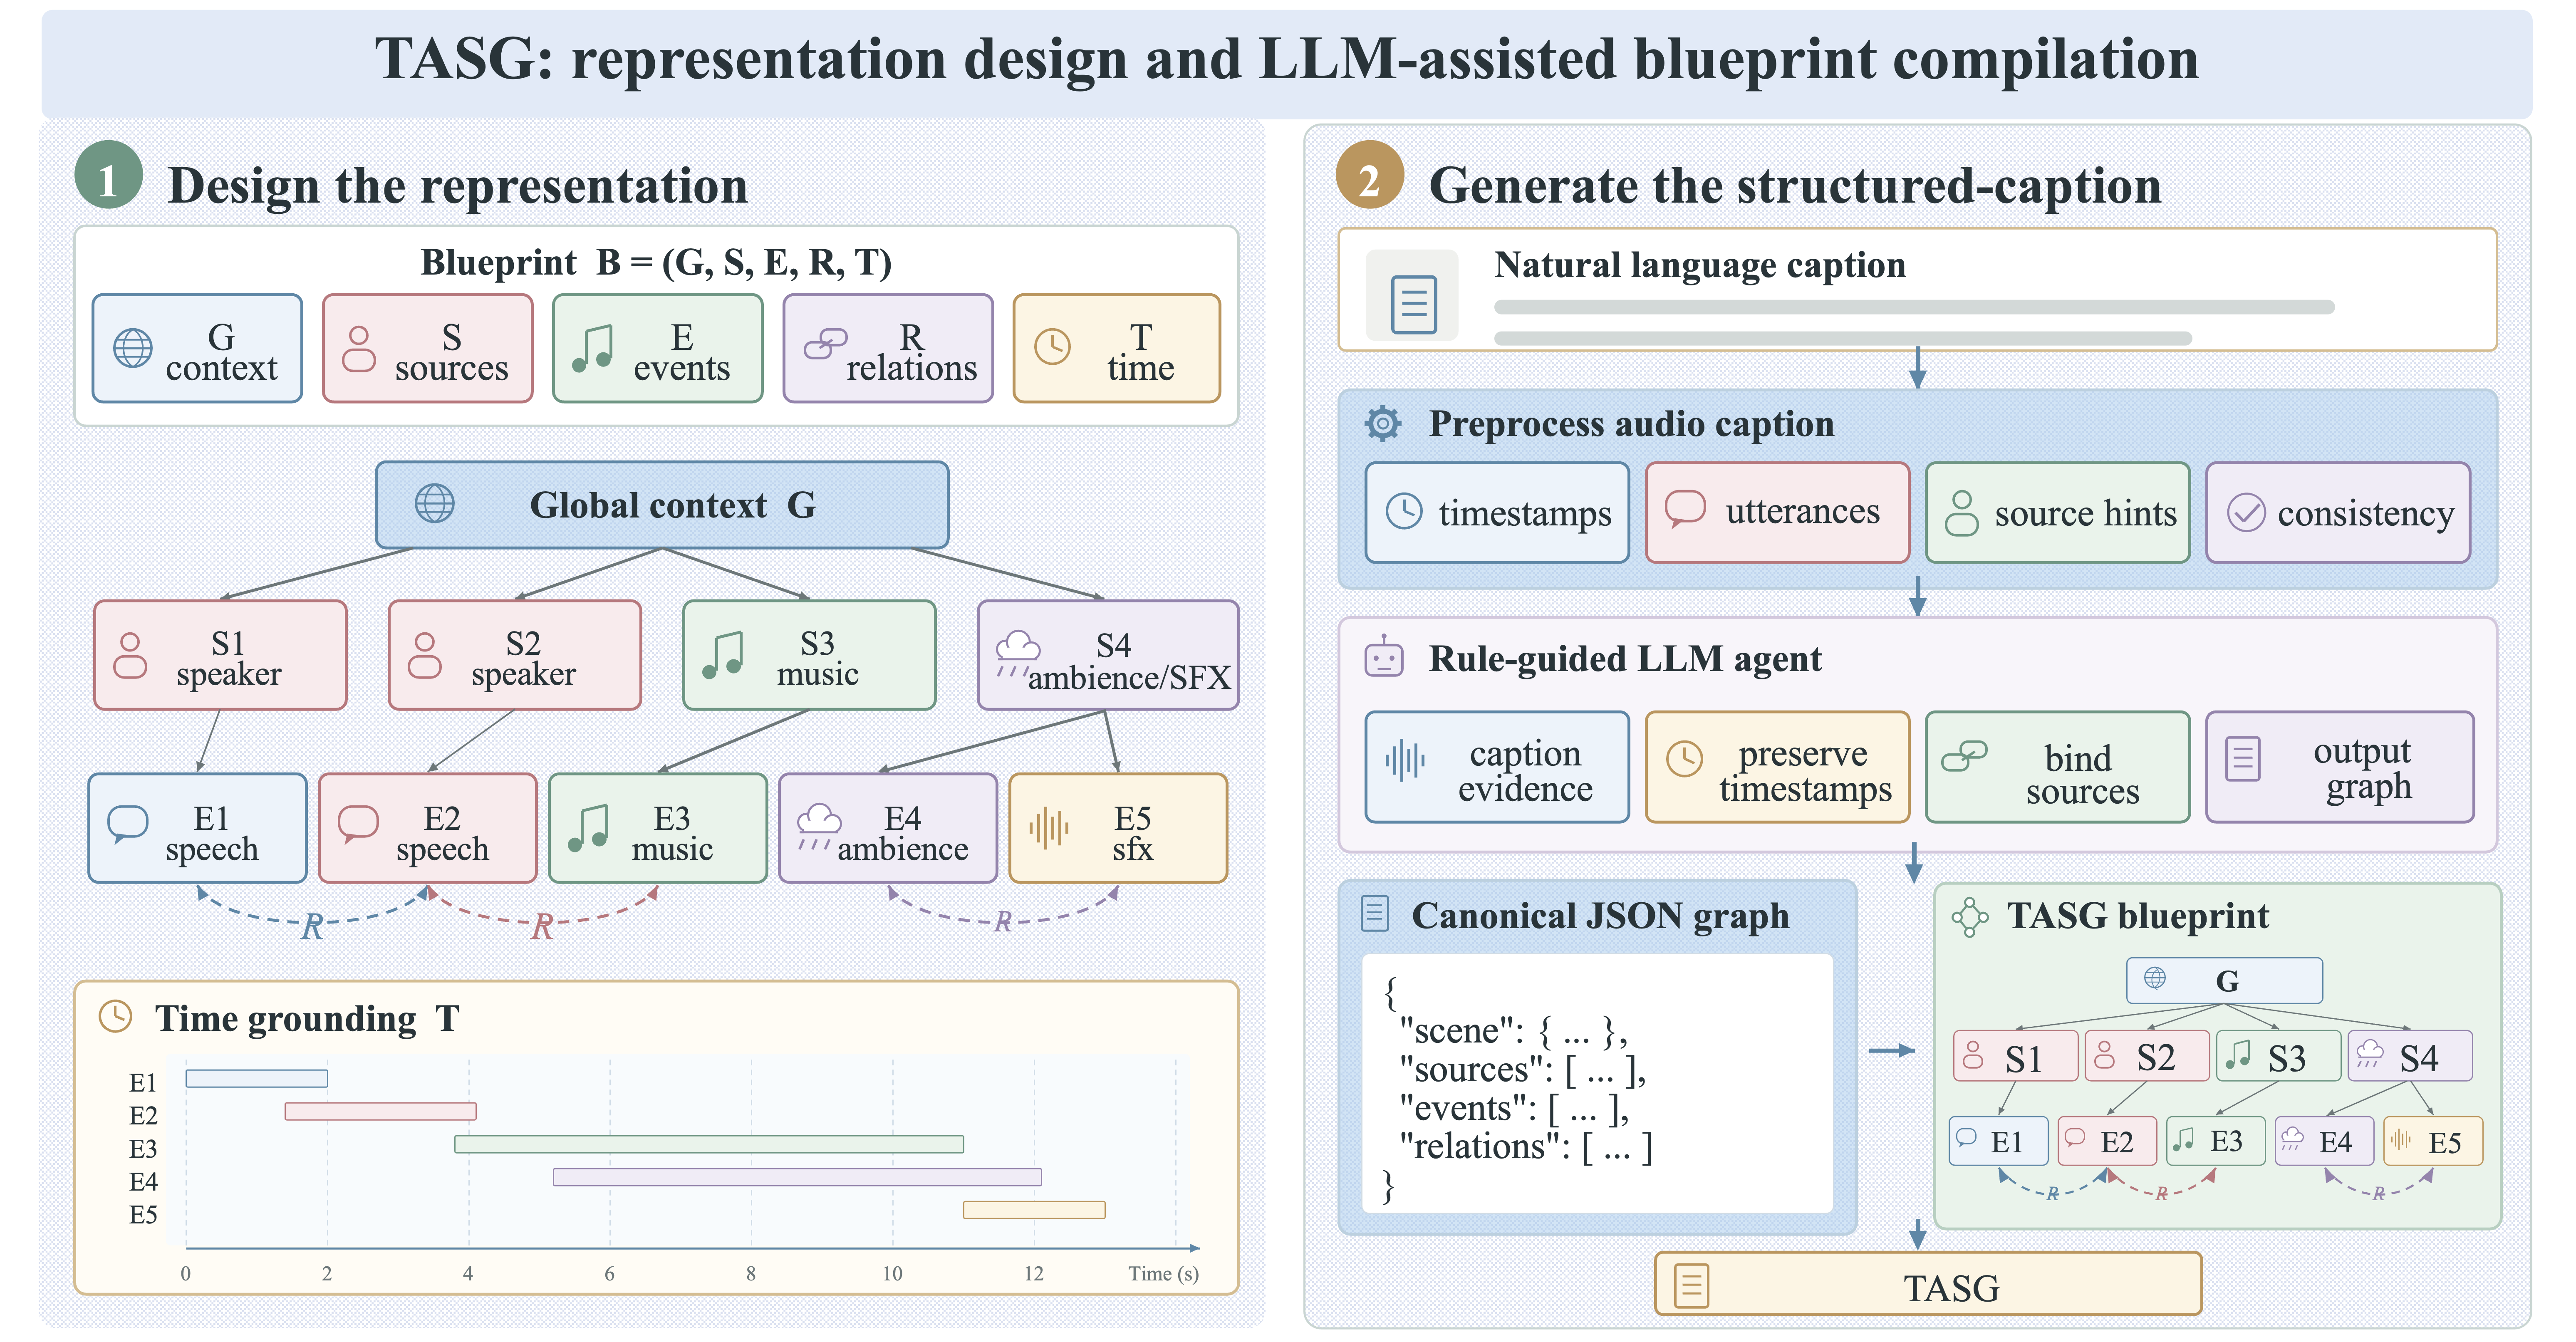 TASG: representation design and LLM-assisted blueprint compilation
1
Design the representation
Blueprint B = (G, S, E, R, T)
G
context
S
sources
E
events
R
relations
T
time
Global context G
S1
speaker
S2
speaker
S3
music
S4
ambience/SFX
E1
speech
E2
speech
E3
music
E4
ambience
E5
sfx
R
R
R
Time grounding T
E1
E2
E3
E4
E5
0
2
4
6
8
10
12
Time (s)
2
Generate the structured-caption
Natural language caption
Preprocess audio caption
timestamps
utterances
source hints
consistency
Rule-guided LLM agent
caption
evidence
preserve
timestamps
bind
sources
output
graph
Canonical JSON graph
{
"scene": { ... },
"sources": [ ... ],
"events": [ ... ],
"relations": [ ... ]
}
TASG blueprint
G
S1
S2
S3
S4
E1
E2
E3
E4
E5
R
R
R
TASG